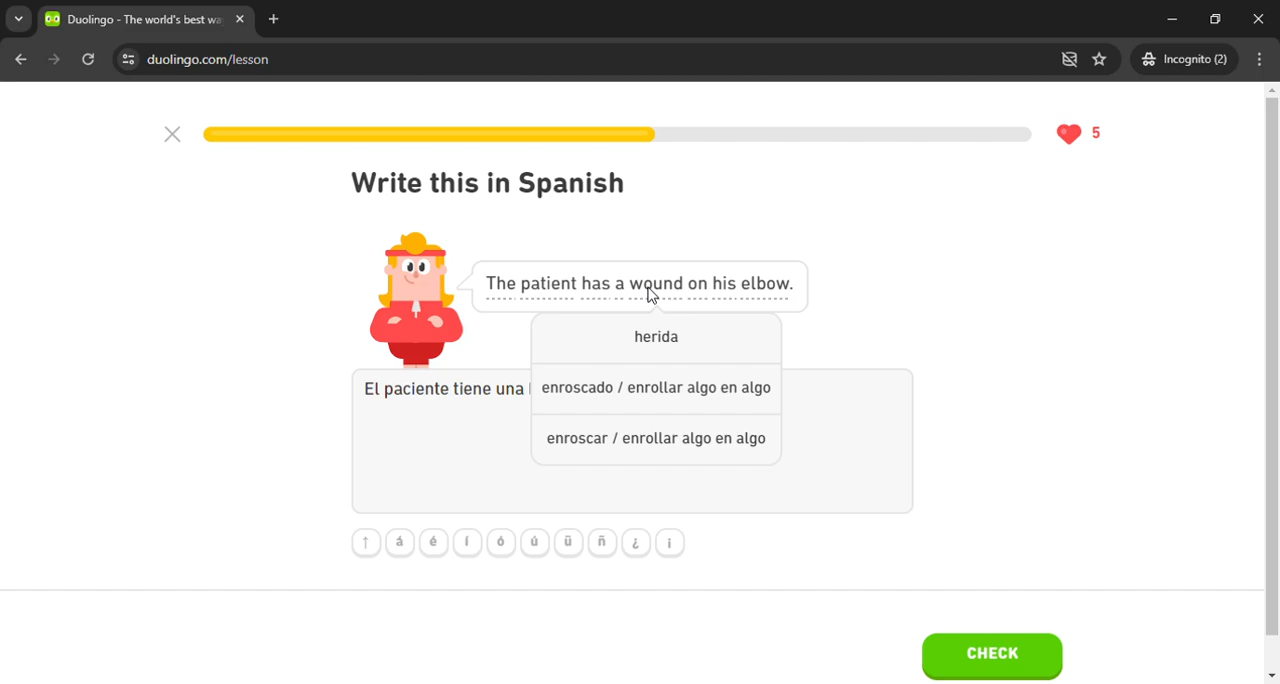 Duolingo - The world's best wa
duolingo.com/lesson
Incognito (2)
5
Write this in Spanish
The patient has a wound on his elbow.
herida
enroscado / enrollar algo en algo
enroscar / enrollar algo en algo
El paciente tiene una
↑ á é í ó ú ü ñ ¿ ¡
CHECK